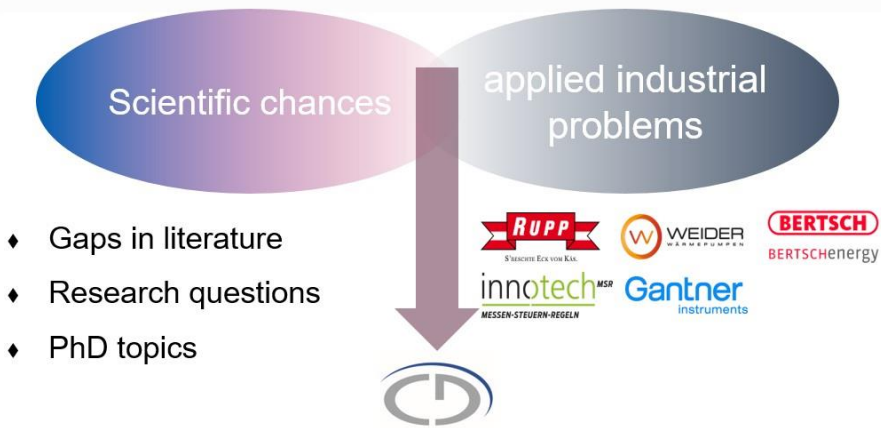 Scientific chances
applied industrial
problems
♦ Gaps in literature
♦ Research questions
♦ PhD topics
RUPP
S'BESCHTE ECK VOM KÄS.
W WEIDER
WÄRMEPUMPEN
BERTSCH
BERTSCHenergy
innotech MSR
MESSEN-STEUERN-REGELN
Gantner
instruments
CD